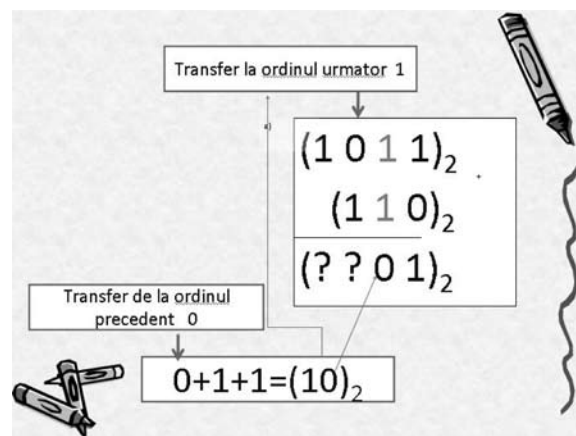 Transfer la ordinul urmator 1
(1 0 1 1)₂
(1 1 0)₂
(? ? 0 1)₂
Transfer de la ordinul
precedent 0
0+1+1=(10)₂